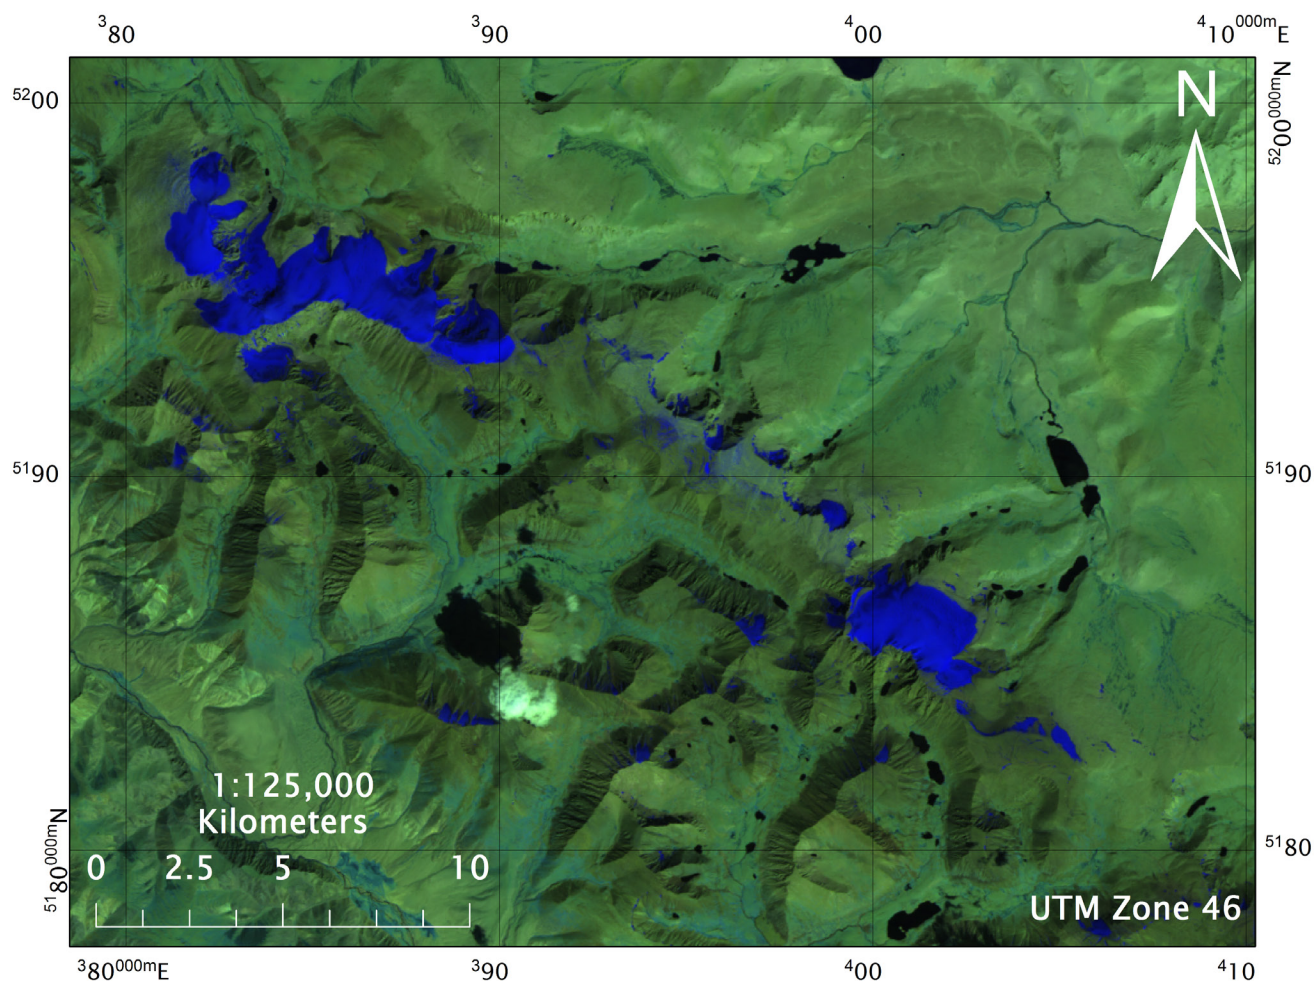 ³80 ³90 ⁴00 ⁴10⁰⁰⁰ᵐE
N
⁵²00
⁵²00⁰⁰⁰ᵐN
⁵¹90 ⁵¹90
1:125,000
Kilometers
0 2.5 5 10
⁵¹80⁰⁰⁰ᵐN
⁵¹80
UTM Zone 46
³80⁰⁰⁰ᵐE ³90 ⁴00 ⁴10